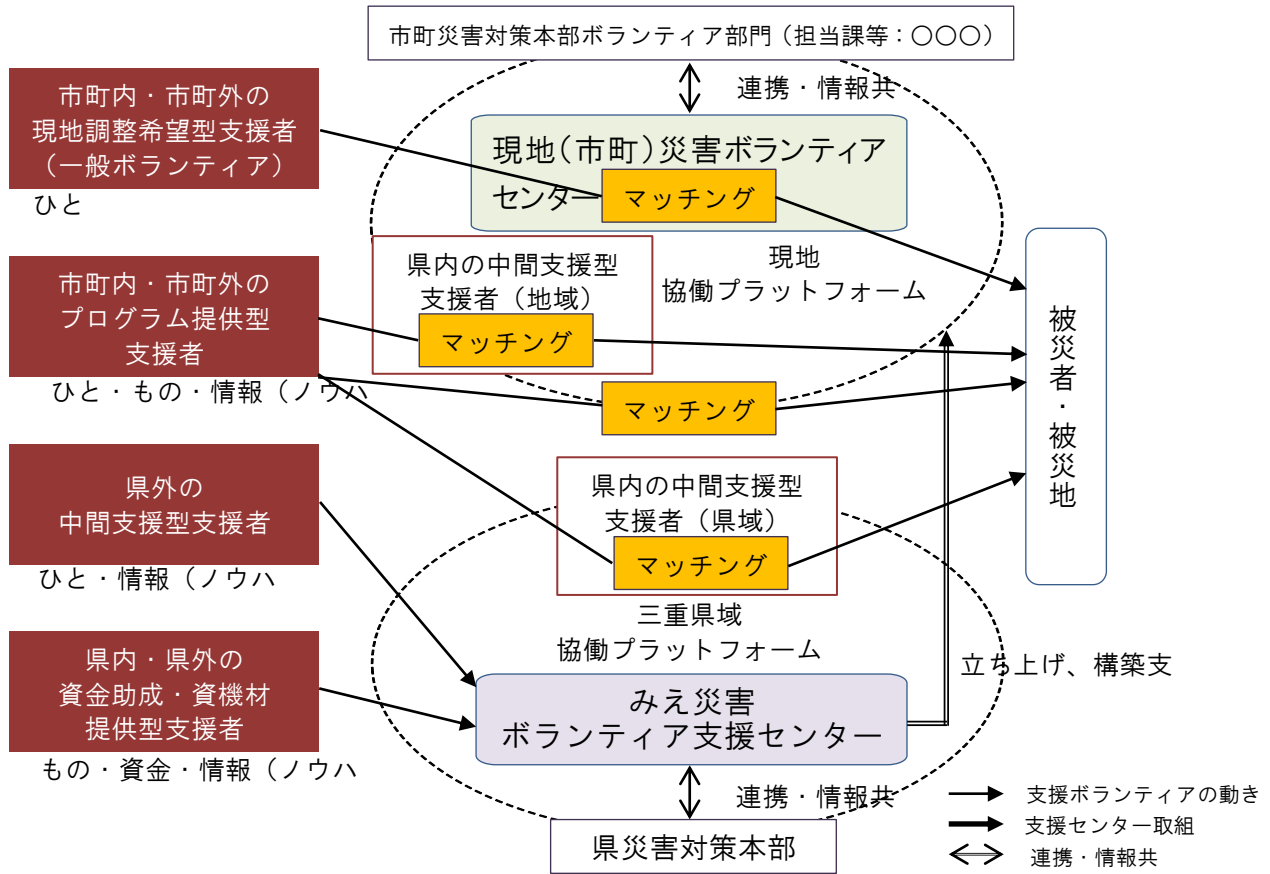 市町災害対策本部ボランティア部門（担当課等：〇〇〇）
連携・情報共
市町内・市町外の
現地調整希望型支援者
（一般ボランティア）
ひと
現地（市町）災害ボランティア
センター
マッチング
現地
協働プラットフォーム
県内の中間支援型
支援者（地域）
マッチング
市町内・市町外の
プログラム提供型
支援者
ひと・もの・情報（ノウハ
マッチング
被災者・被災地
県外の
中間支援型支援者
ひと・情報（ノウハ
県内の中間支援型
支援者（県域）
マッチング
三重県域
協働プラットフォーム
立ち上げ、構築支
県内・県外の
資金助成・資機材
提供型支援者
もの・資金・情報（ノウハ
みえ災害
ボランティア支援センター
連携・情報共
県災害対策本部
支援ボランティアの動き
支援センター取組
連携・情報共